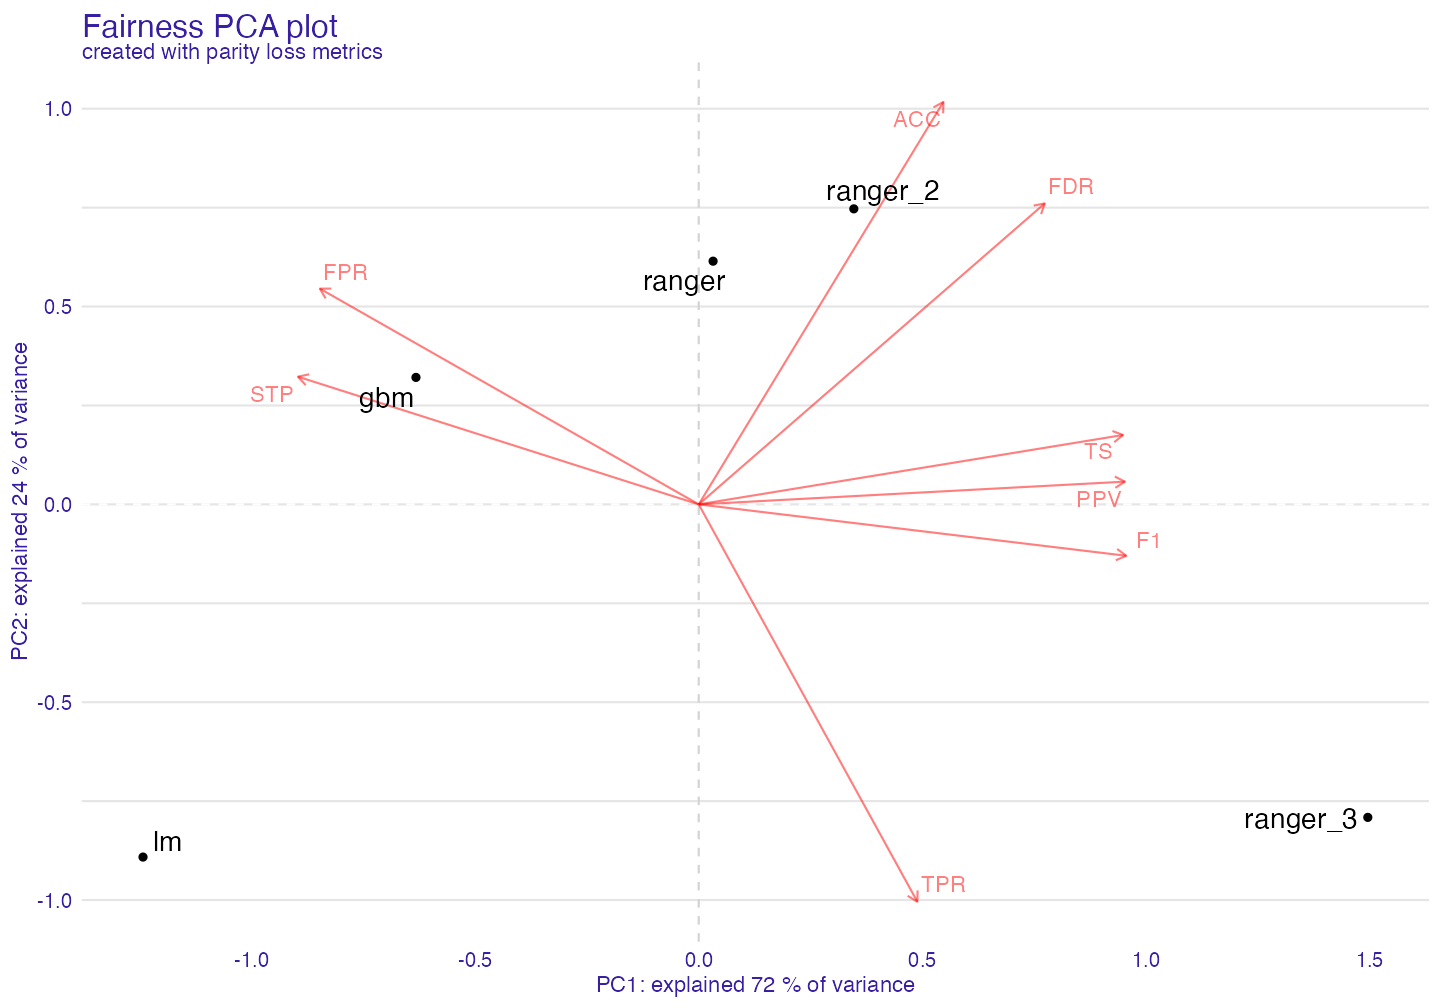 Fairness PCA plot
created with parity loss metrics
1.0
ACC
FDR
ranger_2
FPR
ranger
0.5
STP
gbm
TS
PPV
0.0
F1
-0.5
ranger_3
lm
TPR
-1.0
-1.0 -0.5 0.0 0.5 1.0 1.5
PC1: explained 72 % of variance
PC2: explained 24 % of variance